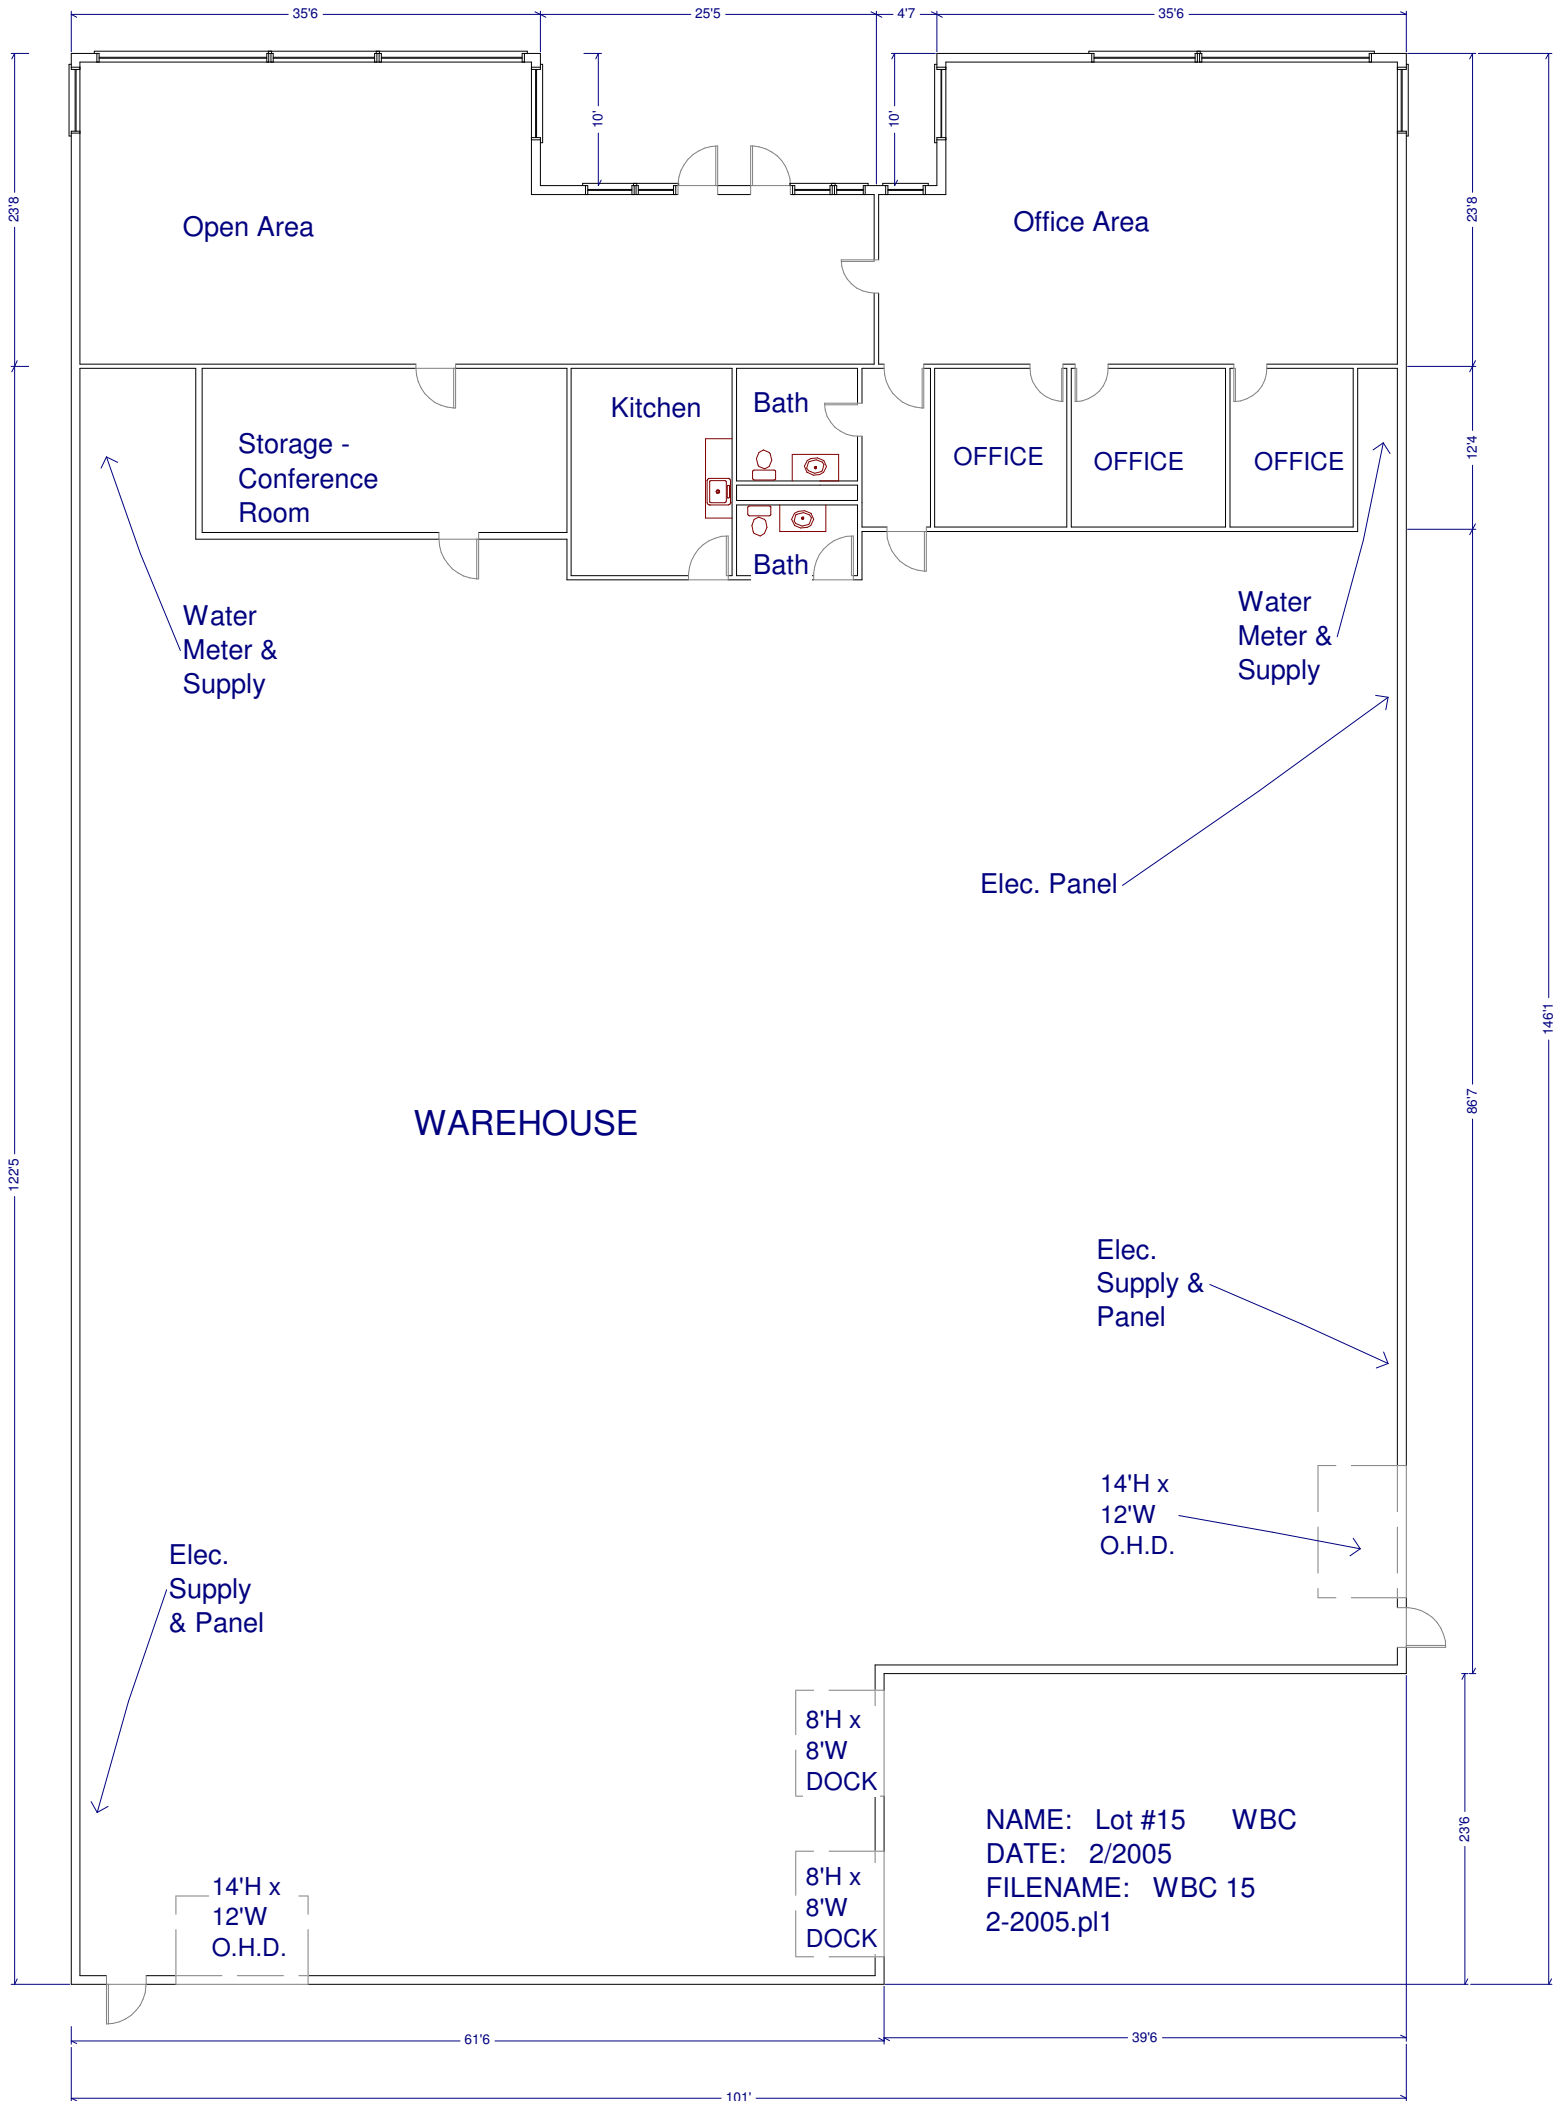 35'6
25'5
4'7
35'6
10'
10'
23'8
23'8
Open Area
Office Area
Kitchen
Bath
Storage -
Conference
Room
OFFICE
OFFICE
OFFICE
12'4
Bath
Water
Meter &
Supply
Water
Meter &
Supply
Elec. Panel
146'1
86'7
WAREHOUSE
122'5
Elec.
Supply &
Panel
14'H x
12'W
O.H.D.
Elec.
Supply
& Panel
8'H x
8'W
DOCK
8'H x
8'W
DOCK
14'H x
12'W
O.H.D.
NAME: Lot #15 WBC
DATE: 2/2005
FILENAME: WBC 15
2-2005.pl1
23'6
61'6
39'6
101'